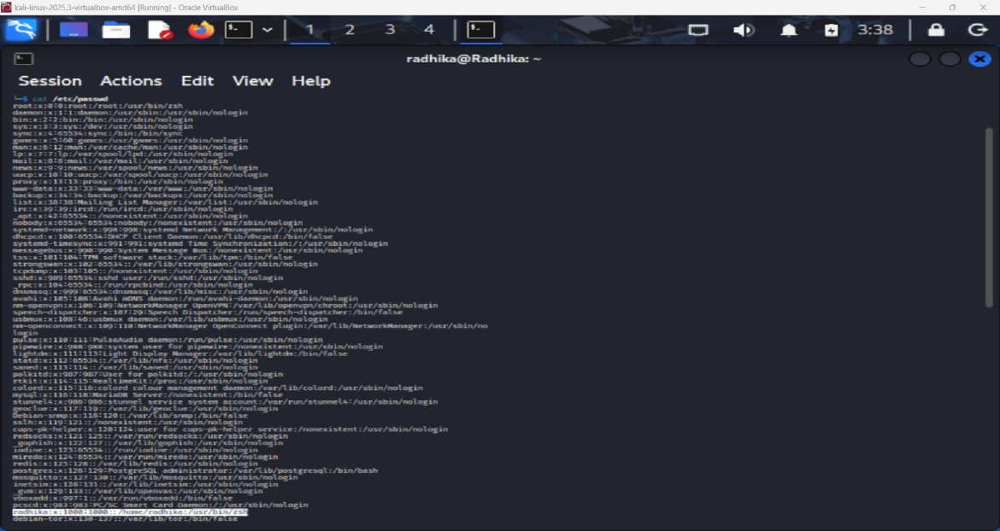 kali-linux-2025.3-virtualbox-amd64 [Running] - Oracle VirtualBox
1 2 3 4 3:38
radhika@Radhika: ~
Session Actions Edit View Help
└─$ cat /etc/passwd
root:x:0:0:root:/root:/usr/bin/zsh
daemon:x:1:1:daemon:/usr/sbin:/usr/sbin/nologin
bin:x:2:2:bin:/bin:/usr/sbin/nologin
sys:x:3:3:sys:/dev:/usr/sbin/nologin
sync:x:4:65534:sync:/bin:/bin/sync
games:x:5:60:games:/usr/games:/usr/sbin/nologin
man:x:6:12:man:/var/cache/man:/usr/sbin/nologin
lp:x:7:7:lp:/var/spool/lpd:/usr/sbin/nologin
mail:x:8:8:mail:/var/mail:/usr/sbin/nologin
news:x:9:9:news:/var/spool/news:/usr/sbin/nologin
uucp:x:10:10:uucp:/var/spool/uucp:/usr/sbin/nologin
proxy:x:13:13:proxy:/bin:/usr/sbin/nologin
www-data:x:33:33:www-data:/var/www:/usr/sbin/nologin
backup:x:34:34:backup:/var/backups:/usr/sbin/nologin
list:x:38:38:Mailing List Manager:/var/list:/usr/sbin/nologin
irc:x:39:39:ircd:/run/ircd:/usr/sbin/nologin
_apt:x:42:65534::/nonexistent:/usr/sbin/nologin
nobody:x:65534:65534:nobody:/nonexistent:/usr/sbin/nologin
systemd-network:x:998:998:systemd Network Management:/:/usr/sbin/nologin
dhcpcd:x:100:65534:DHCP Client Daemon:/usr/lib/dhcpcd:/bin/false
systemd-timesync:x:991:991:systemd Time Synchronization:/:/usr/sbin/nologin
messagebus:x:990:990:System Message Bus:/nonexistent:/usr/sbin/nologin
tss:x:101:104:TPM software stack:/var/lib/tpm:/bin/false
strongswan:x:102:65534::/var/lib/strongswan:/usr/sbin/nologin
tcpdump:x:103:105::/nonexistent:/usr/sbin/nologin
sshd:x:989:65534:sshd user:/run/sshd:/usr/sbin/nologin
_rpc:x:104:65534::/run/rpcbind:/usr/sbin/nologin
dnsmasq:x:999:65534:dnsmasq:/var/lib/misc:/usr/sbin/nologin
avahi:x:105:108:Avahi mDNS daemon:/run/avahi-daemon:/usr/sbin/nologin
nm-openvpn:x:106:109:NetworkManager OpenVPN:/var/lib/openvpn/chroot:/usr/sbin/nologin
speech-dispatcher:x:107:29:Speech Dispatcher:/run/speech-dispatcher:/bin/false
usbmux:x:108:46:usbmux daemon:/var/lib/usbmux:/usr/sbin/nologin
nm-openconnect:x:109:110:NetworkManager OpenConnect plugin:/var/lib/NetworkManager:/usr/sbin/no
login
pulse:x:110:111:PulseAudio daemon:/run/pulse:/usr/sbin/nologin
pipewire:x:988:988:system user for pipewire:/nonexistent:/usr/sbin/nologin
lightdm:x:111:113:Light Display Manager:/var/lib/lightdm:/bin/false
statd:x:112:65534::/var/lib/nfs:/usr/sbin/nologin
saned:x:113:114::/var/lib/saned:/usr/sbin/nologin
polkitd:x:987:987:User for polkitd:/:/usr/sbin/nologin
rtkit:x:114:115:RealtimeKit:/proc:/usr/sbin/nologin
colord:x:115:116:colord colour management daemon:/var/lib/colord:/usr/sbin/nologin
mysql:x:116:118:MariaDB Server:/nonexistent:/bin/false
stunnel4:x:986:986:stunnel service system account:/var/run/stunnel4:/usr/sbin/nologin
geoclue:x:117:119::/var/lib/geoclue:/usr/sbin/nologin
Debian-snmp:x:118:120::/var/lib/snmp:/bin/false
sslh:x:119:121::/nonexistent:/usr/sbin/nologin
cups-pk-helper:x:120:124:user for cups-pk-helper service:/nonexistent:/usr/sbin/nologin
redsocks:x:121:125::/var/run/redsocks:/usr/sbin/nologin
_gophish:x:122:127::/var/lib/gophish:/usr/sbin/nologin
iodine:x:123:65534::/run/iodine:/usr/sbin/nologin
miredo:x:124:65534::/var/run/miredo:/usr/sbin/nologin
redis:x:125:128::/var/lib/redis:/usr/sbin/nologin
postgres:x:126:129:PostgreSQL administrator:/var/lib/postgresql:/bin/bash
mosquitto:x:127:130::/var/lib/mosquitto:/usr/sbin/nologin
inetsim:x:128:131::/var/lib/inetsim:/usr/sbin/nologin
_gvm:x:129:133::/var/lib/openvas:/usr/sbin/nologin
vboxadd:x:997:1::/var/run/vboxadd:/bin/false
pcscd:x:983:983:PC/SC Smart Card Daemon:/:/usr/sbin/nologin
radhika:x:1000:1000::/home/radhika:/usr/bin/zsh
debian-tor:x:130:137::/var/lib/tor:/bin/false